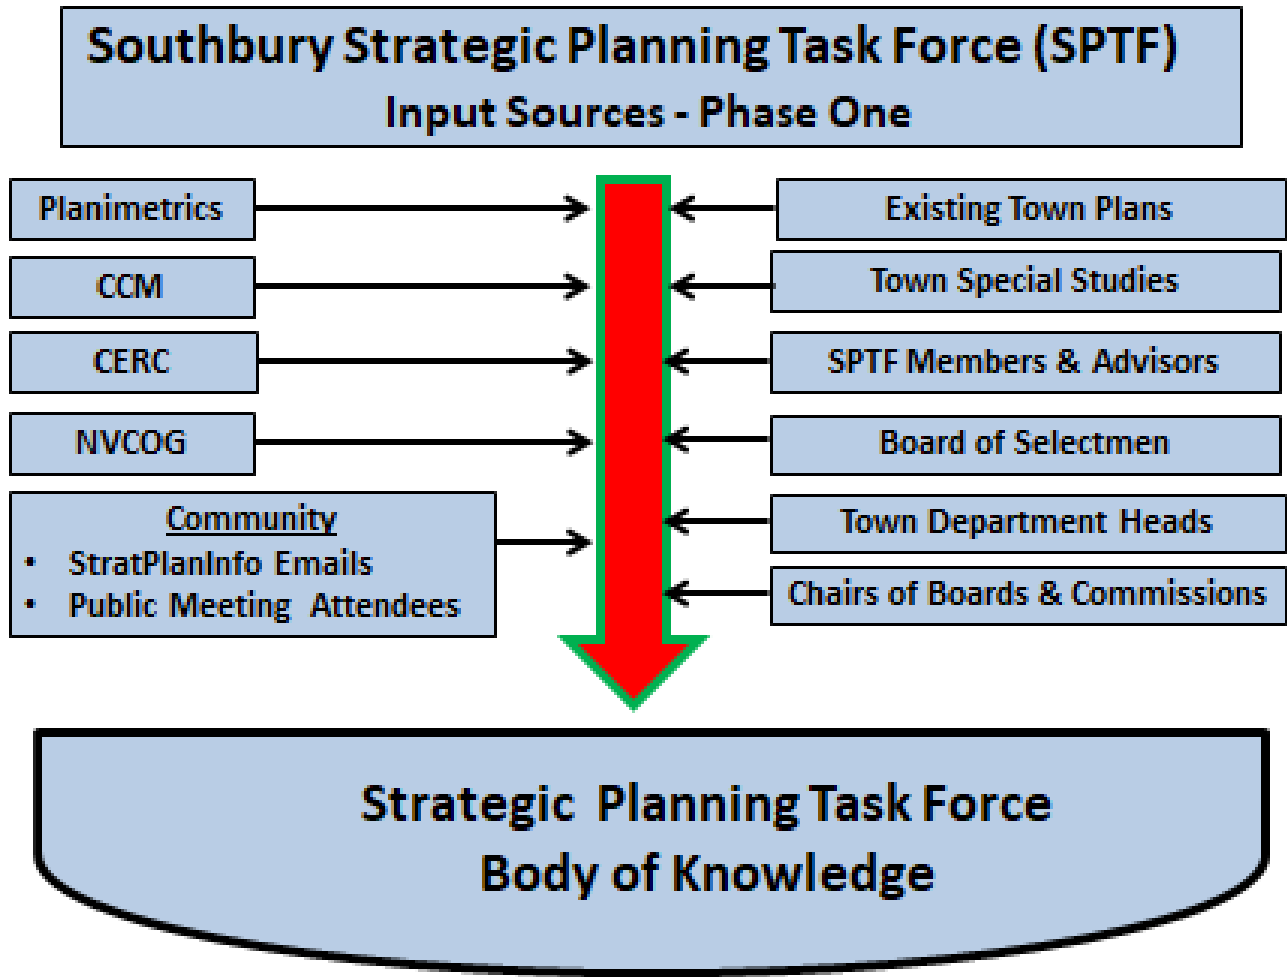 Southbury Strategic Planning Task Force (SPTF)
Input Sources - Phase One
Planimetrics
CCM
CERC
NVCOG
Community
• StratPlanInfo Emails
• Public Meeting Attendees
Existing Town Plans
Town Special Studies
SPTF Members & Advisors
Board of Selectmen
Town Department Heads
Chairs of Boards & Commissions
Strategic Planning Task Force
Body of Knowledge